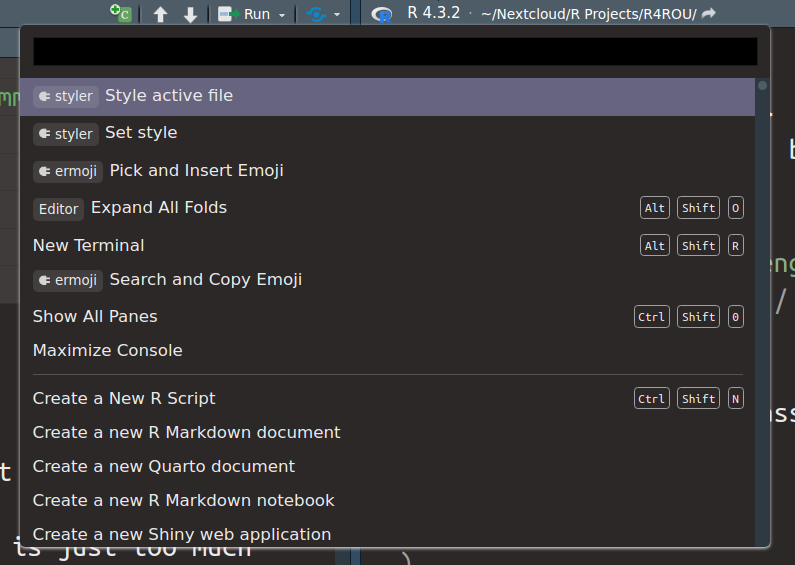 C Run R 4.3.2 · ~/Nextcloud/R Projects/R4ROU/
styler Style active file
styler Set style
ermoji Pick and Insert Emoji
Editor Expand All Folds Alt Shift O
New Terminal Alt Shift R
ermoji Search and Copy Emoji
Show All Panes Ctrl Shift 0
Maximize Console
Create a New R Script Ctrl Shift N
Create a new R Markdown document
Create a new Quarto document
Create a new R Markdown notebook
Create a new Shiny web application
is just too much